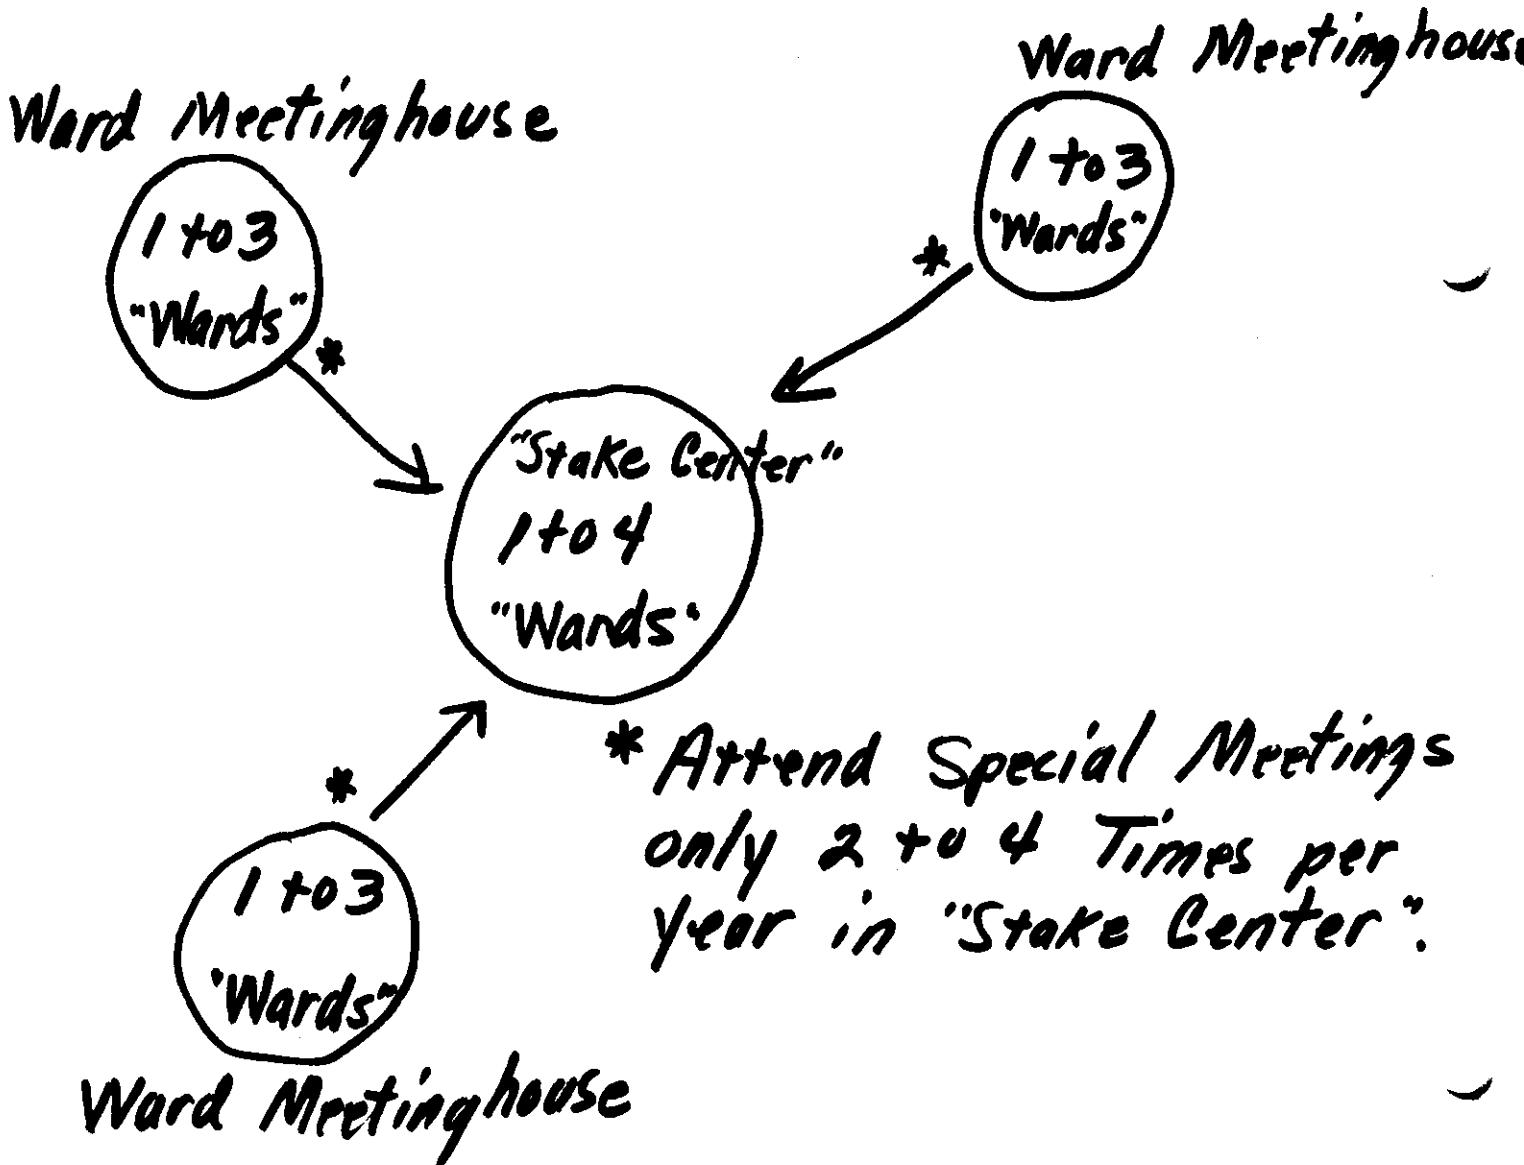 Ward Meetinghouse
1 to 3
"Wards"
*
Ward Meetinghouse
1 to 3
"Wards"
*
"Stake Center"
1 to 4
"Wards"
* Attend Special Meetings
only 2 to 4 Times per
year in "Stake Center".
*
1 to 3
"Wards"
Ward Meetinghouse